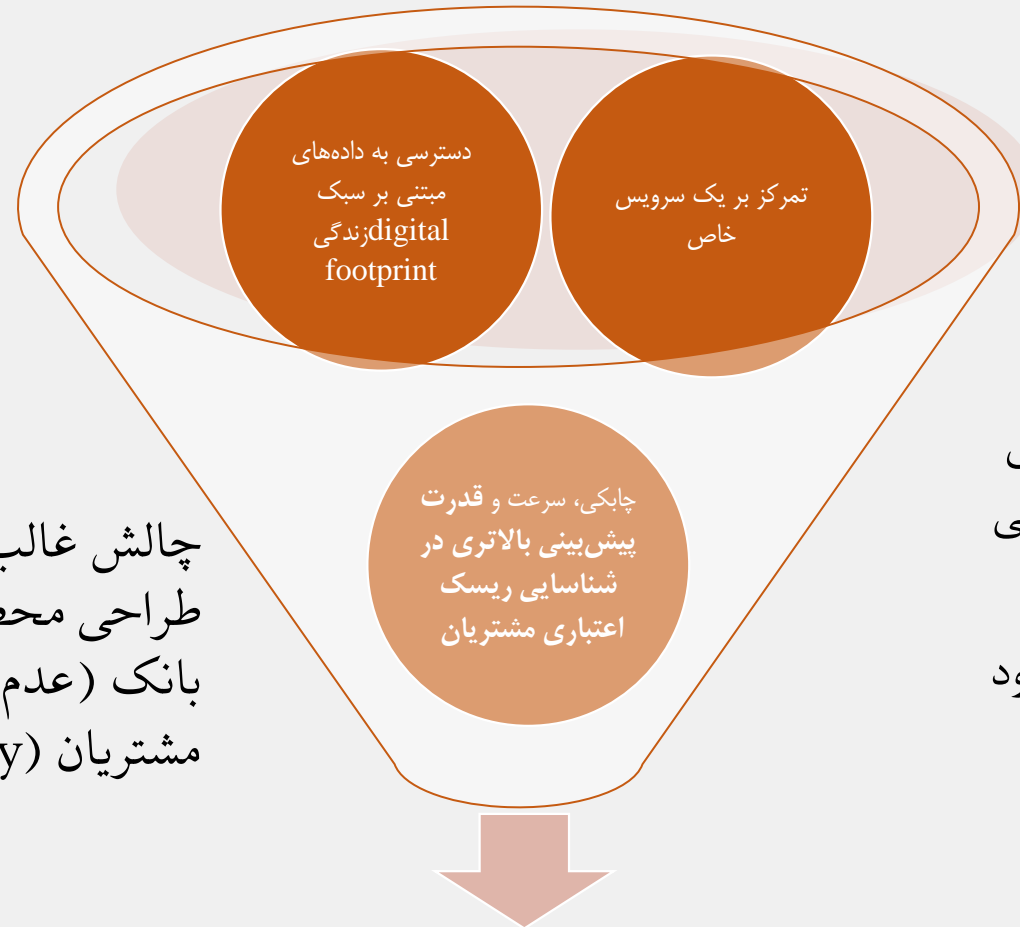 تمرکز بر یک سرویس
خاص
دسترسی به داده‌های
مبتنی بر سبک
زندگیdigital
footprint
چابکی، سرعت و قدرت
پیش‌بینی بالاتری در
شناسایی ریسک
اعتباری مشتریان
ود
چالش غالب
طراحی
بانک (عدم
مشتریان (y